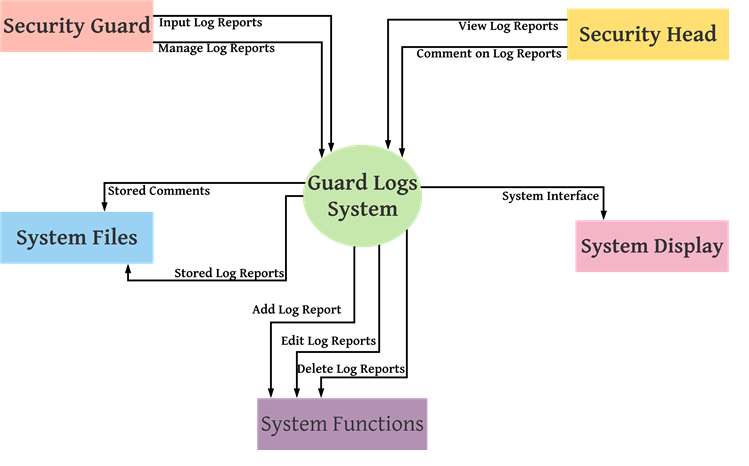 Security Guard
Input Log Reports
Manage Log Reports
View Log Reports
Comment on Log Reports
Security Head
Guard Logs
System
Stored Comments
System Files
Stored Log Reports
System Interface
System Display
Add Log Report
Edit Log Reports
Delete Log Reports
System Functions